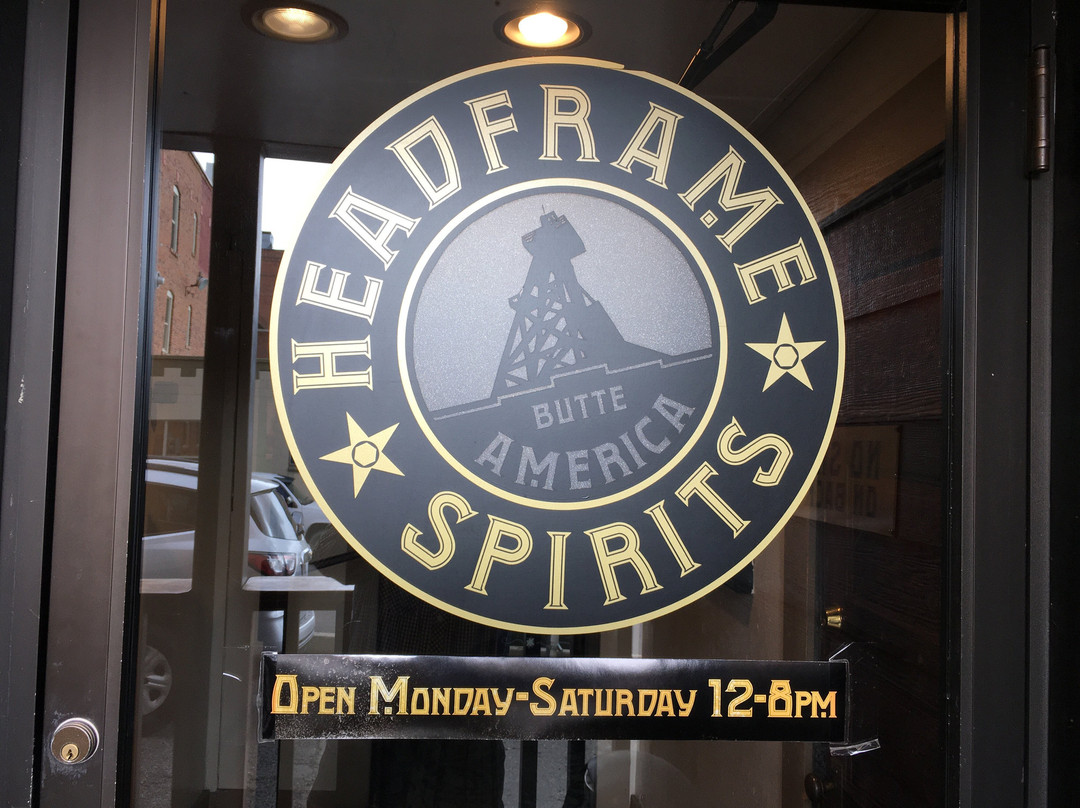 HEADFRAME
BUTTE
AMERICA
SPIRITS
OPEN MONDAY-SATURDAY 12-8PM